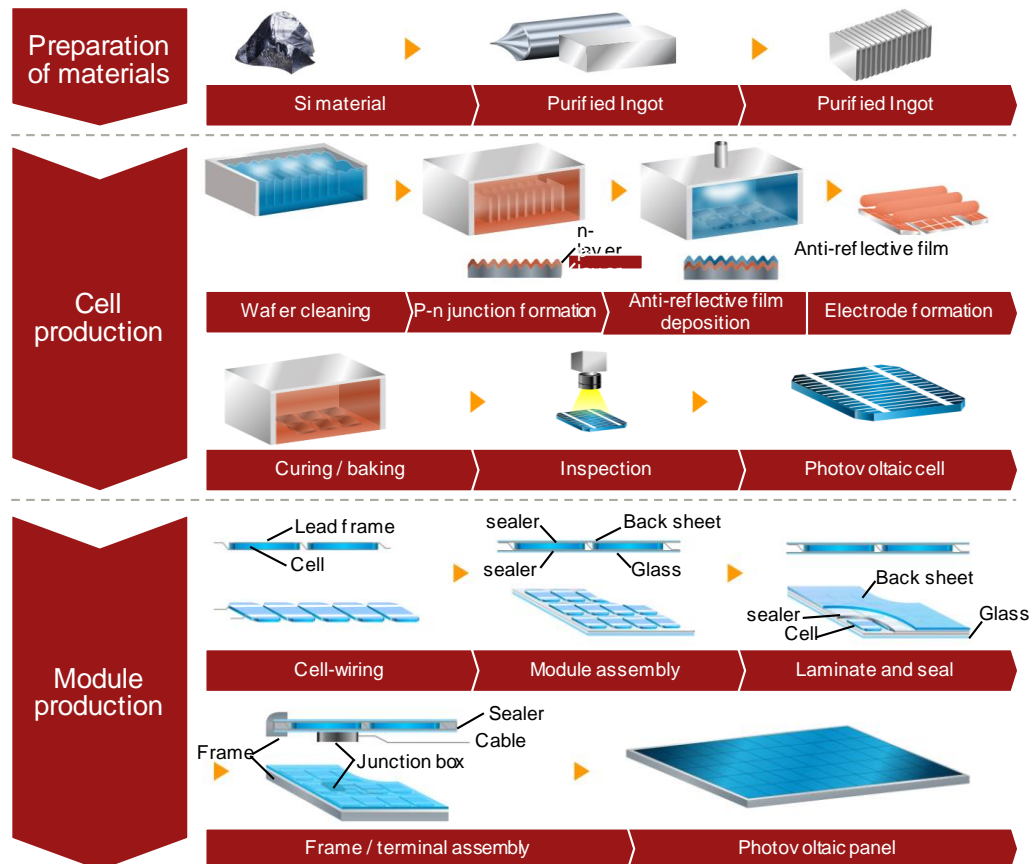 Preparation
of materials
Si material
Purified Ingot
Purified Ingot
Cell
production
n-
layer
Anti-reflective film
Wafer cleaning
P-n junction formation
Anti-reflective film
deposition
Electrode formation
Curing / baking
Inspection
Photovoltaic cell
Module
production
Lead frame
Cell
sealer
Back sheet
sealer
Glass
Back sheet
sealer
Cell
Glass
Cell-wiring
Module assembly
Laminate and seal
Sealer
Cable
Frame
Junction box
Frame / terminal assembly
Photovoltaic panel